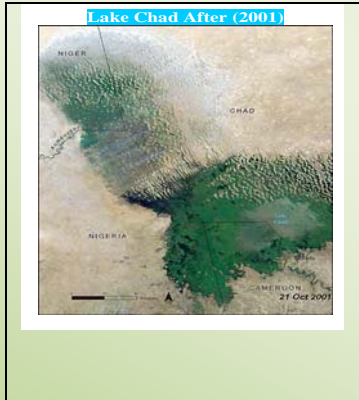 Lake Chad After (2001)
NIGER
CHAD
NIGERIA
CAMEROON
21 Oct 2001